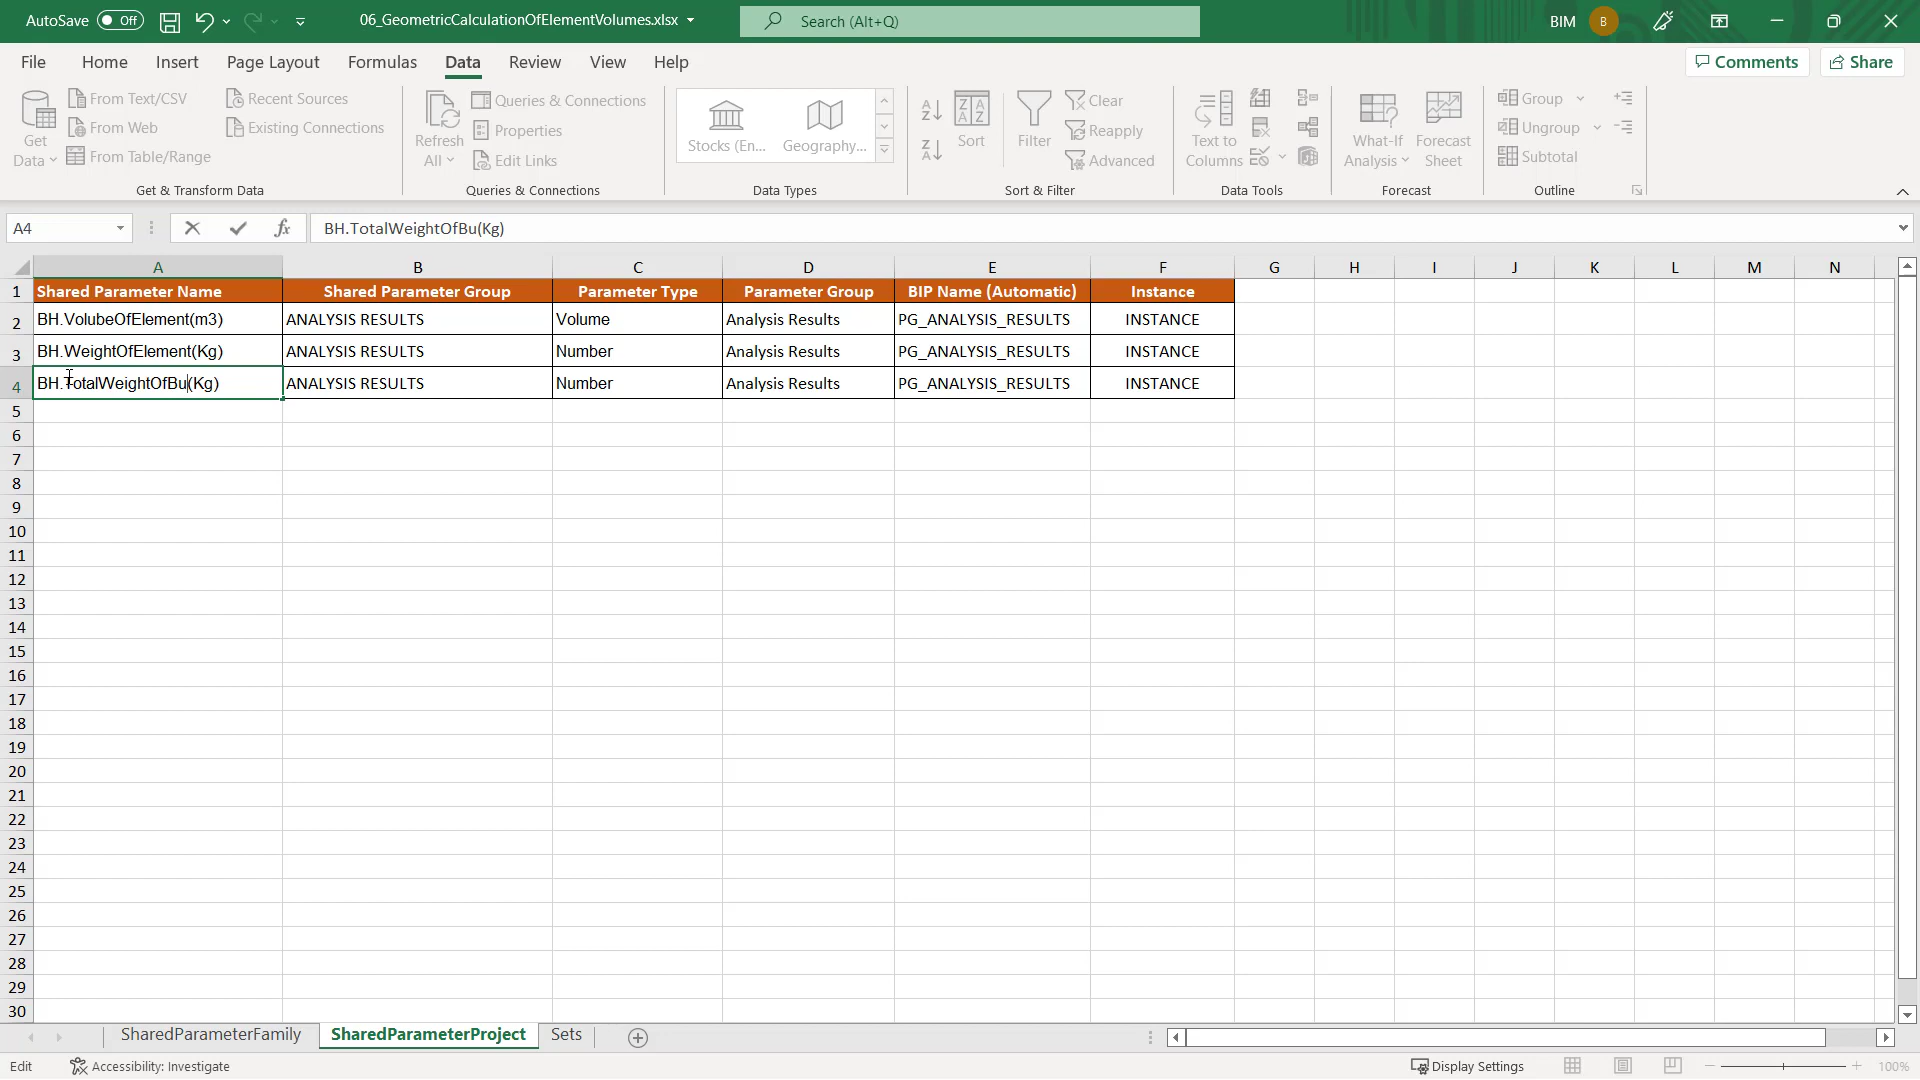 AutoSave Off 06_GeometricCalculationOfElementVolumes.xlsx Search (Alt+Q) BIM B
File Home Insert Page Layout Formulas Data Review View Help Comments Share
Get Data From Text/CSV From Web From Table/Range Recent Sources Existing Connections
Refresh All Queries & Connections Properties Edit Links
Stocks (En... Geography...
Sort Filter Clear Reapply Advanced
Text to Columns
What-If Analysis Forecast Sheet
Group Ungroup Subtotal
Get & Transform Data Queries & Connections Data Types Sort & Filter Data Tools Forecast Outline
A4 fx BH.TotalWeightOfBu(Kg)
A B C D E F G H I J K L M N
1 Shared Parameter Name Shared Parameter Group Parameter Type Parameter Group BIP Name (Automatic) Instance
2 BH.VolubeOfElement(m3) ANALYSIS RESULTS Volume Analysis Results PG_ANALYSIS_RESULTS INSTANCE
3 BH.WeightOfElement(Kg) ANALYSIS RESULTS Number Analysis Results PG_ANALYSIS_RESULTS INSTANCE
4 BH.TotalWeightOfBu(Kg) ANALYSIS RESULTS Number Analysis Results PG_ANALYSIS_RESULTS INSTANCE
5
6
7
8
9
10
11
12
13
14
15
16
17
18
19
20
21
22
23
24
25
26
27
28
29
30
SharedParameterFamily SharedParameterProject Sets
Edit Accessibility: Investigate Display Settings 100%